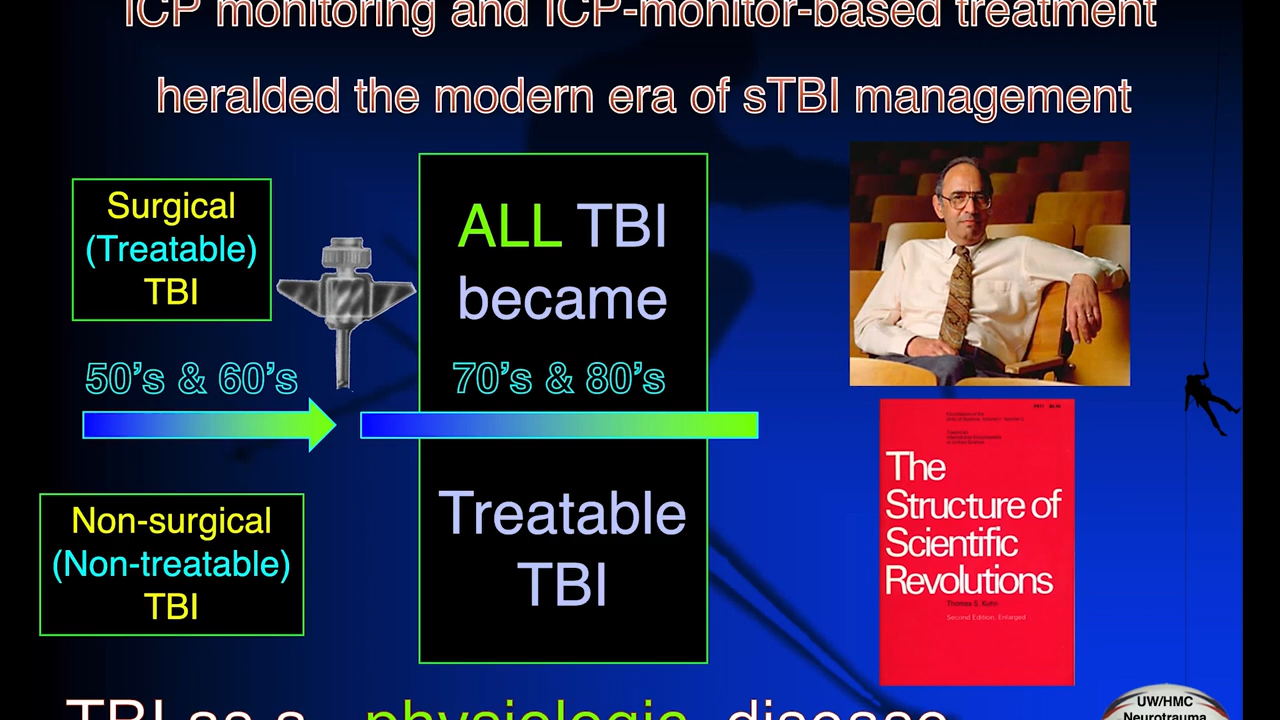 ICP monitoring and ICP-monitor-based treatment
heralded the modern era of sTBI management
Surgical
(Treatable)
TBI
ALL TBI
became
50’s & 60’s
70’s & 80’s
Non-surgical
(Non-treatable)
TBI
Treatable
TBI
The
Structure of
Scientific
Revolutions
Thomas S. Kuhn
Second Edition, Enlarged
TBI as a physiologic disease
UW/HMC
Neurotrauma